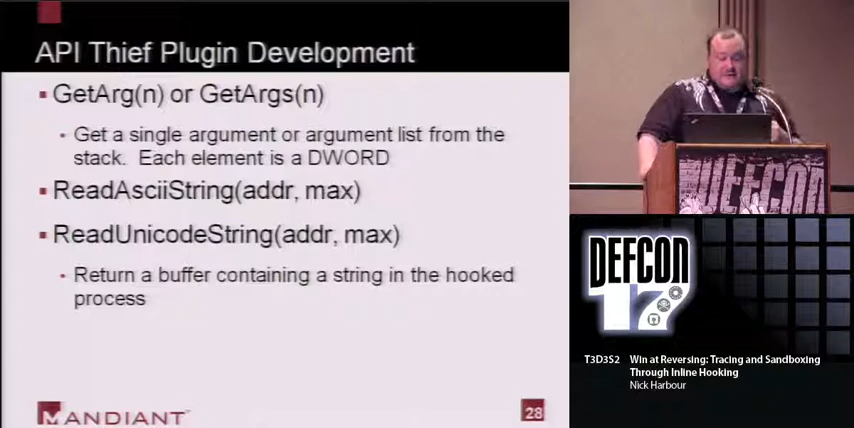 API Thief Plugin Development
GetArg(n) or GetArgs(n)
Get a single argument or argument list from the
stack. Each element is a DWORD
ReadAsciiString(addr, max)
ReadUnicodeString(addr, max)
Return a buffer containing a string in the hooked
process
MANDIANT
28
DEFCON
DEFCON
17
T3D3S2 Win at Reversing: Tracing and Sandboxing
Through Inline Hooking
Nick Harbour